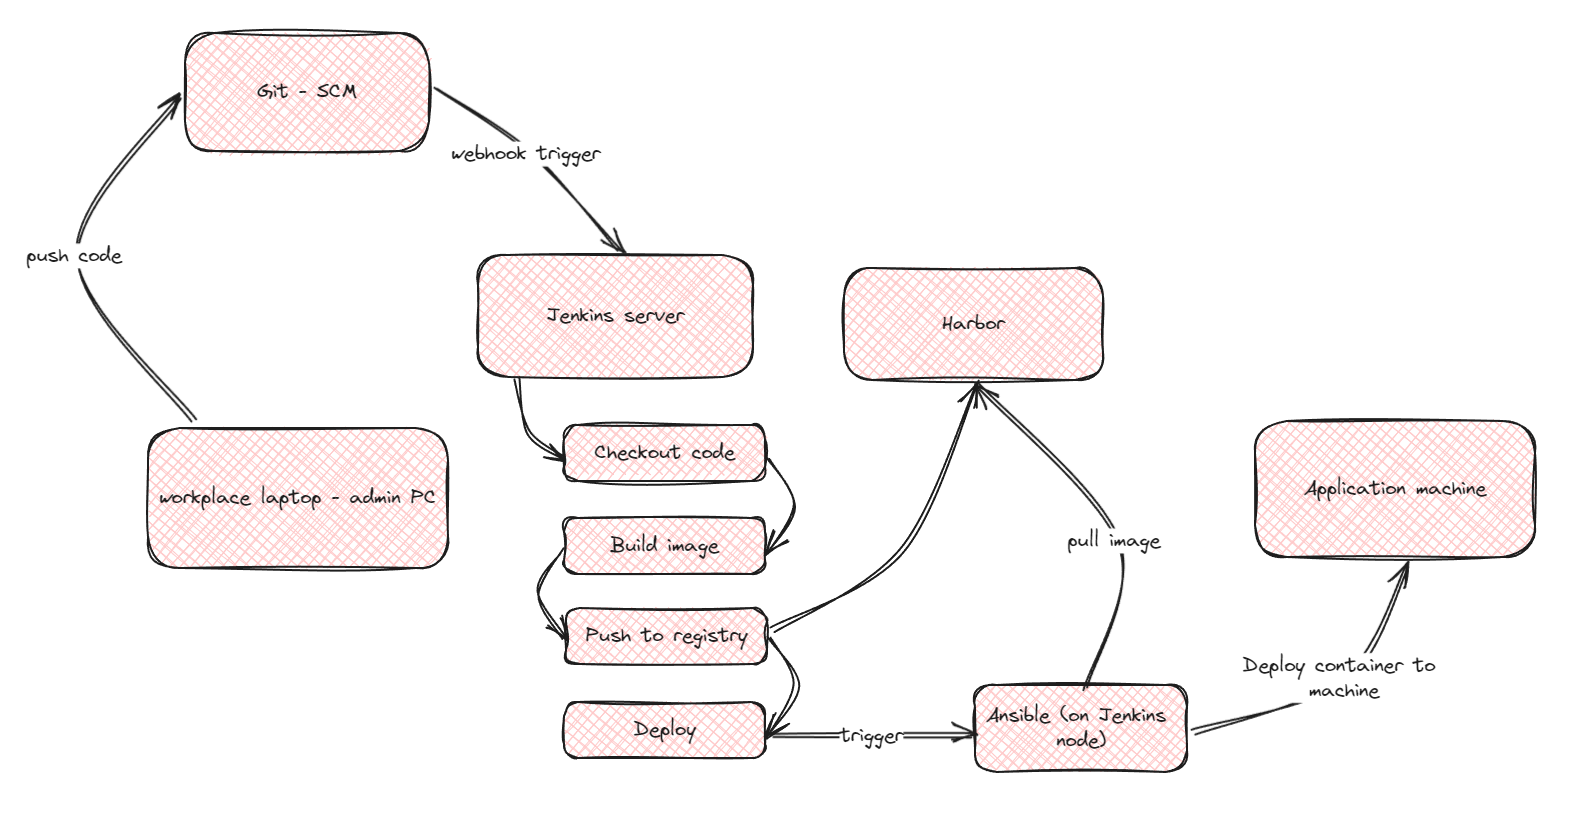 Git - SCM
webhook trigger
push code
Jenkins server
Harbor
Checkout code
workplace laptop - admin PC
Application machine
Build image
pull image
Push to registry
Deploy container to
machine
Deploy
trigger
Ansible (on Jenkins
node)